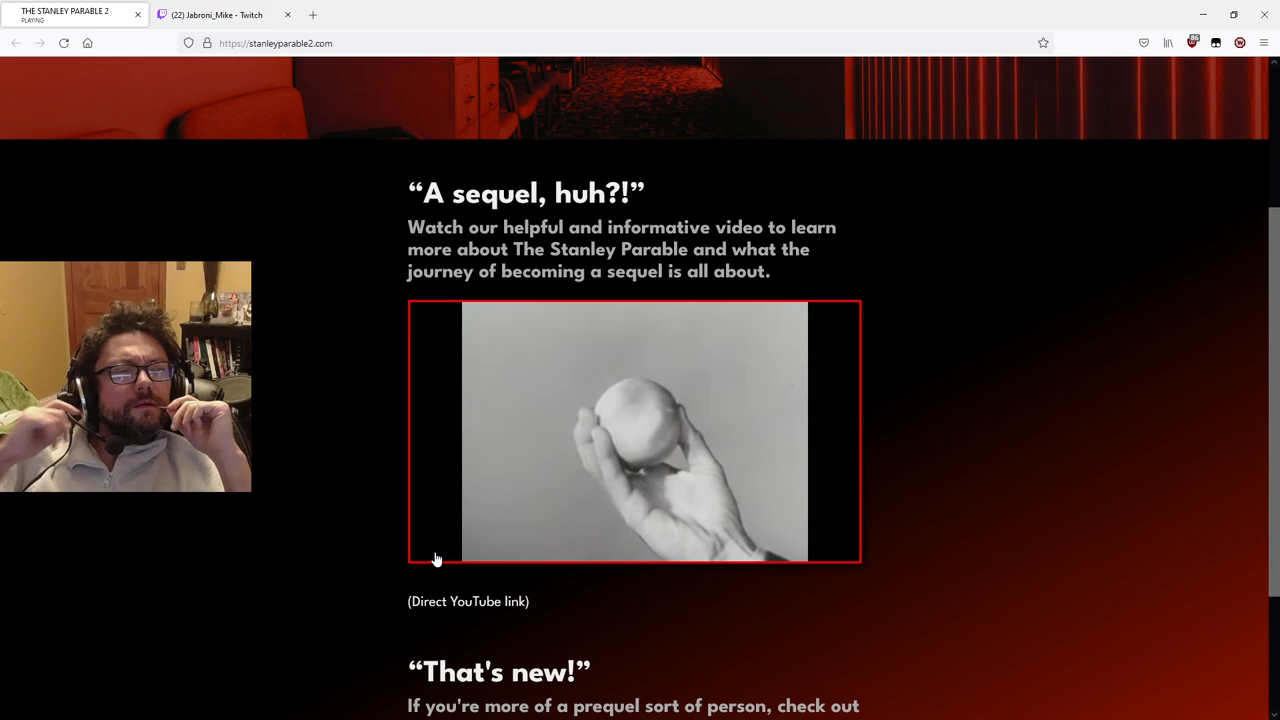 THE STANLEY PARABLE 2
PLAYING
(22) Jabroni_Mike - Twitch
https://stanleyparable2.com
86
“A sequel, huh?!”
Watch our helpful and informative video to learn
more about The Stanley Parable and what the
journey of becoming a sequel is all about.
(Direct YouTube link)
“That's new!”
If you're more of a prequel sort of person, check out